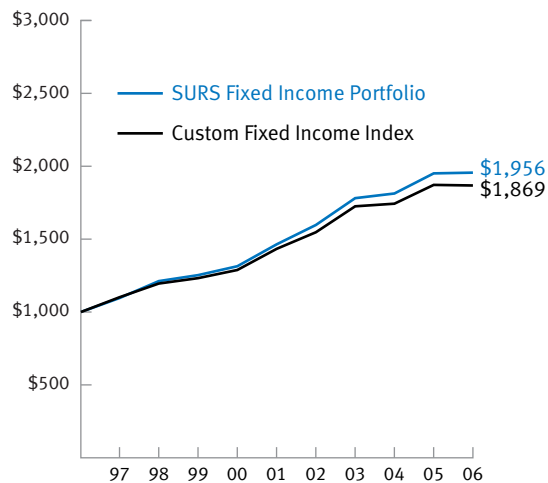 $3,000
$2,500
SURS Fixed Income Portfolio
Custom Fixed Income Index
$2,000
$1,956
$1,869
$1,500
$1,000
$500
97 98 99 00 01 02 03 04 05 06